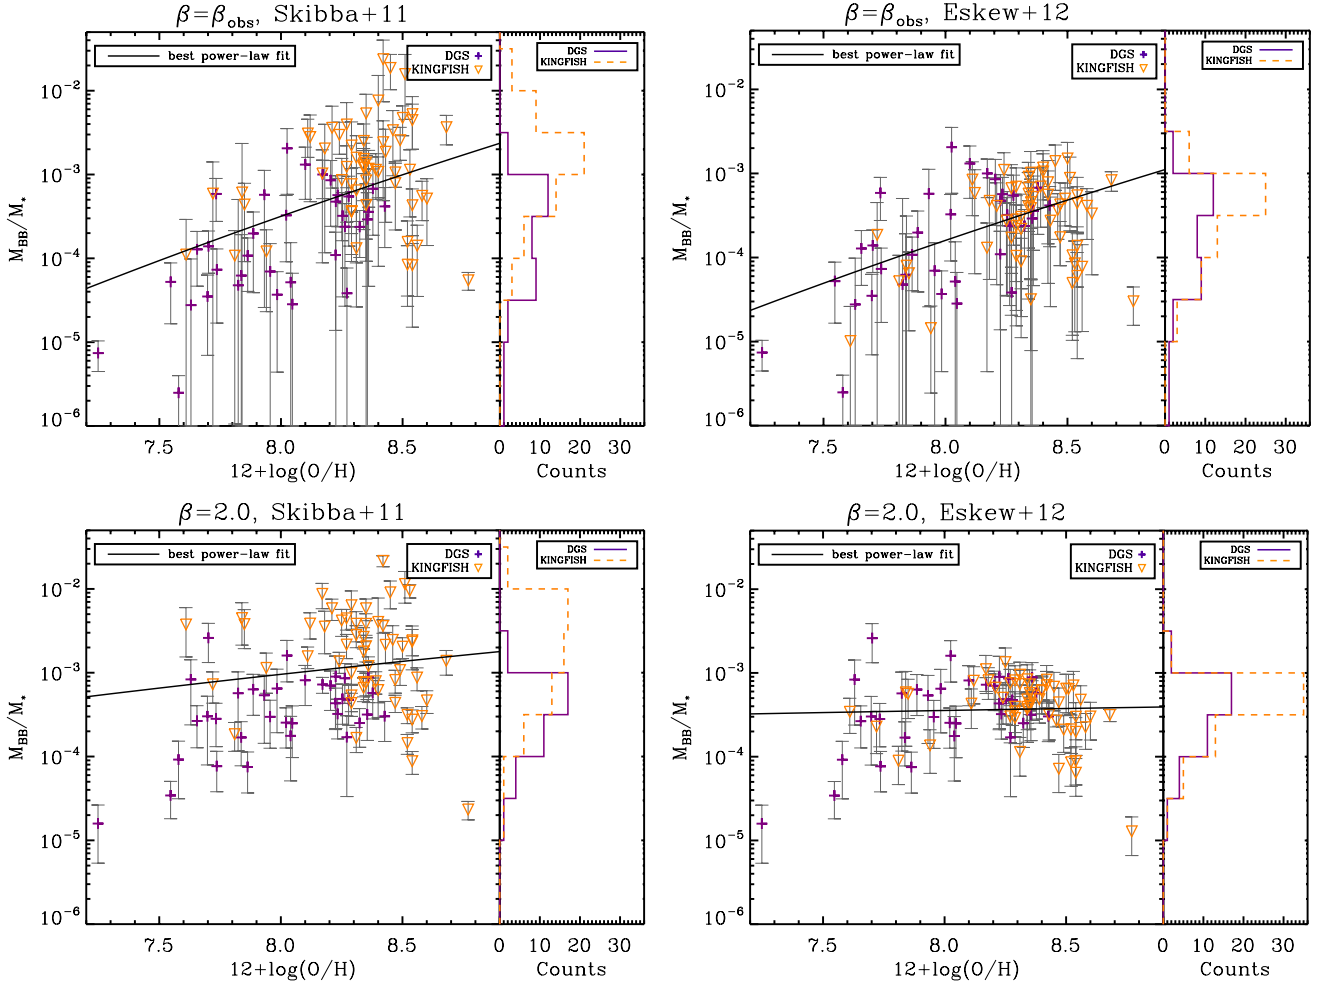 β=β_obs, Skibba+11
best power-law fit
DGS
KINGFISH
DGS
KINGFISH
M_BB/M_*
10^-2
10^-3
10^-4
10^-5
10^-6
7.5 8.0 8.5
12+log(O/H)
0 10 20 30
Counts
β=β_obs, Eskew+12
best power-law fit
DGS
KINGFISH
DGS
KINGFISH
M_BB/M_*
10^-2
10^-3
10^-4
10^-5
10^-6
7.5 8.0 8.5
12+log(O/H)
0 10 20 30
Counts
β=2.0, Skibba+11
best power-law fit
DGS
KINGFISH
DGS
KINGFISH
M_BB/M_*
10^-2
10^-3
10^-4
10^-5
10^-6
7.5 8.0 8.5
12+log(O/H)
0 10 20 30
Counts
β=2.0, Eskew+12
best power-law fit
DGS
KINGFISH
DGS
KINGFISH
M_BB/M_*
10^-2
10^-3
10^-4
10^-5
10^-6
7.5 8.0 8.5
12+log(O/H)
0 10 20 30
Counts